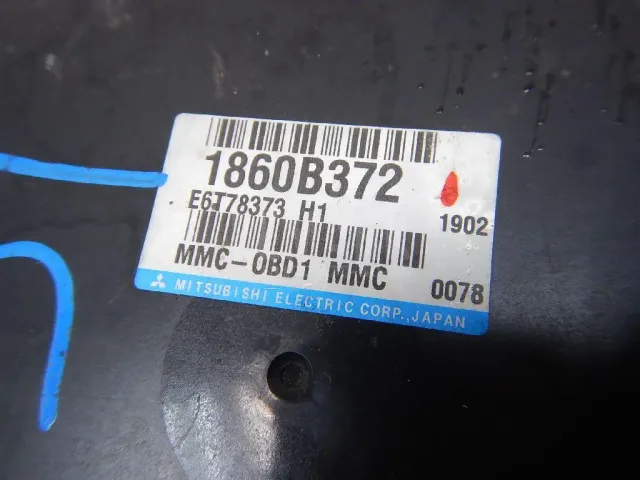 1860B372
E6T78373 H1
1902
MMC-OBD1 MMC
0078
MITSUBISHI ELECTRIC CORP.,JAPAN